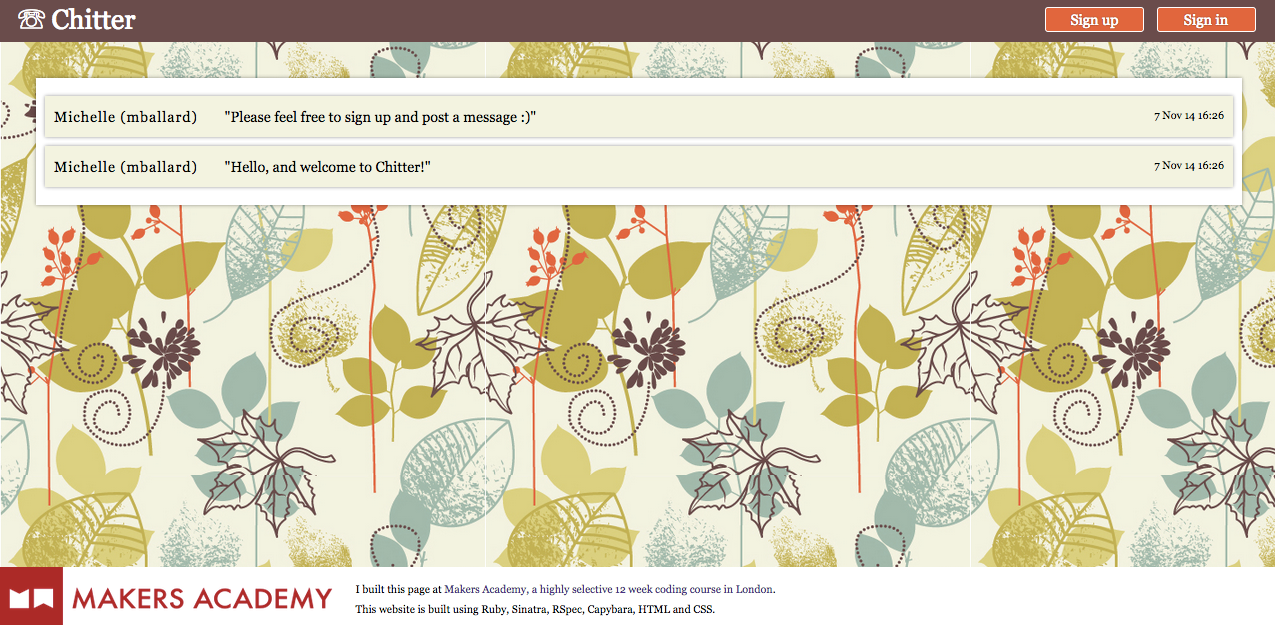 ☏ Chitter
Sign up
Sign in
Michelle (mballard) "Please feel free to sign up and post a message :)" 7 Nov 14 16:26
Michelle (mballard) "Hello, and welcome to Chitter!" 7 Nov 14 16:26
MAKERS ACADEMY
I built this page at Makers Academy, a highly selective 12 week coding course in London.
This website is built using Ruby, Sinatra, RSpec, Capybara, HTML and CSS.